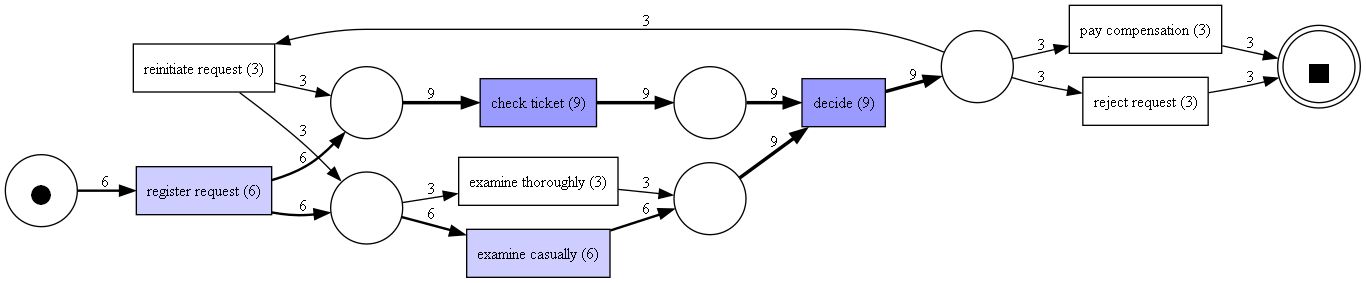 3
pay compensation (3)
3
3
reinitiate request (3)
3
9
check ticket (9)
9
9
decide (9)
9
3
reject request (3)
3
3
6
6
register request (6)
6
3
examine thoroughly (3)
3
9
6
examine casually (6)
6